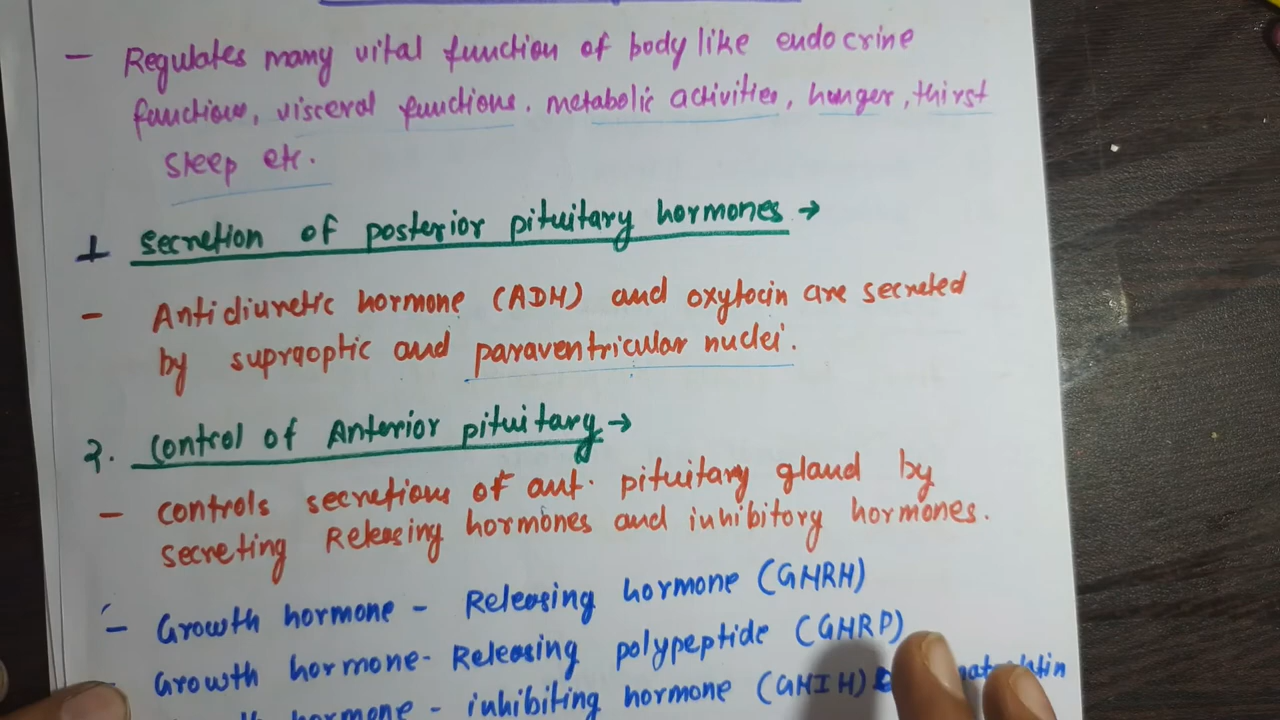 - Regulates many vital function of body like endocrine
functions, visceral functions. metabolic activities, hunger, thirst
sleep etc.
1 secretion of posterior pituitary hormones →
- Antidiuretic hormone (ADH) and oxytocin are secreted
by supraoptic and paraventricular nuclei.
2. control of Anterior pituitary →
- controls secretions of ant. pituitary gland by
secreting Releasing hormones and inhibitory hormones.
- Growth hormone - Releasing hormone (GHRH)
- Growth hormone - Releasing polypeptide (GHRP)
hormone - inhibiting hormone (GHIH)